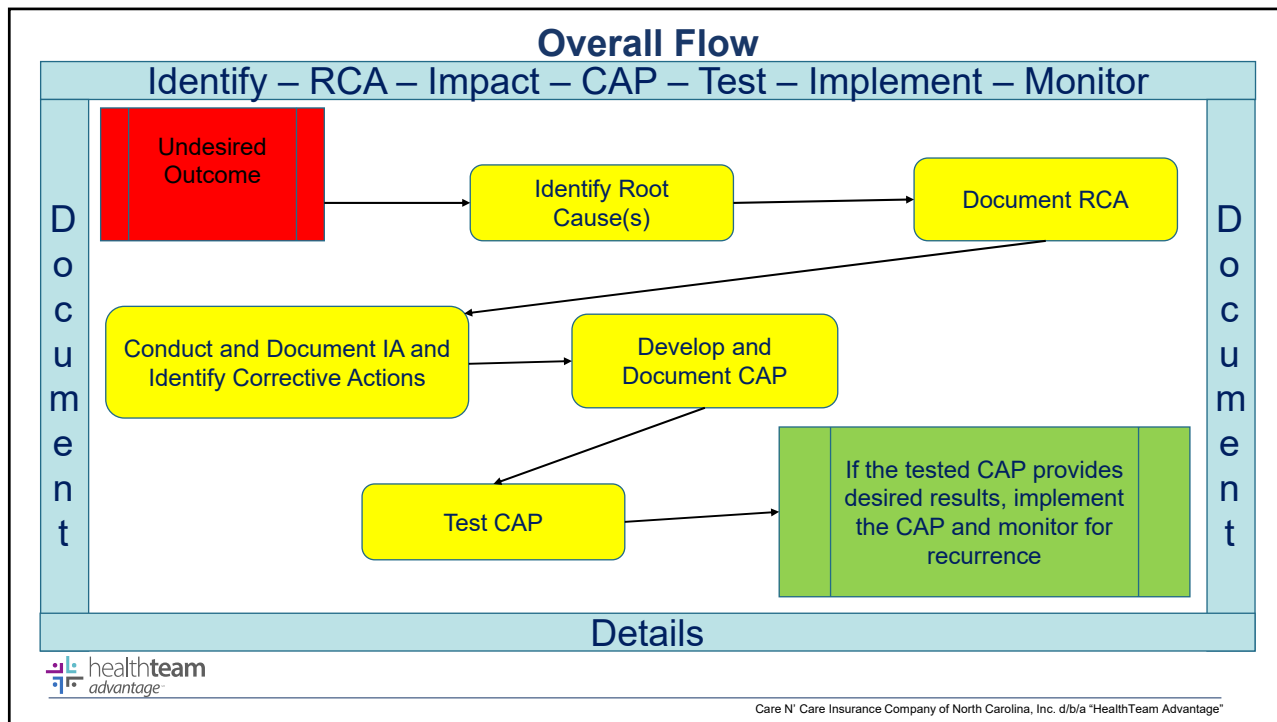 Overall Flow
Identify – RCA – Impact – CAP – Test – Implement – Monitor
Document
Undesired
Outcome
Identify Root
Cause(s)
Document RCA
Conduct and Document IA and
Identify Corrective Actions
Develop and
Document CAP
Test CAP
If the tested CAP provides
desired results, implement
the CAP and monitor for
recurrence
Document
Details
healthteam
advantage
Care N’ Care Insurance Company of North Carolina, Inc. d/b/a “HealthTeam Advantage”